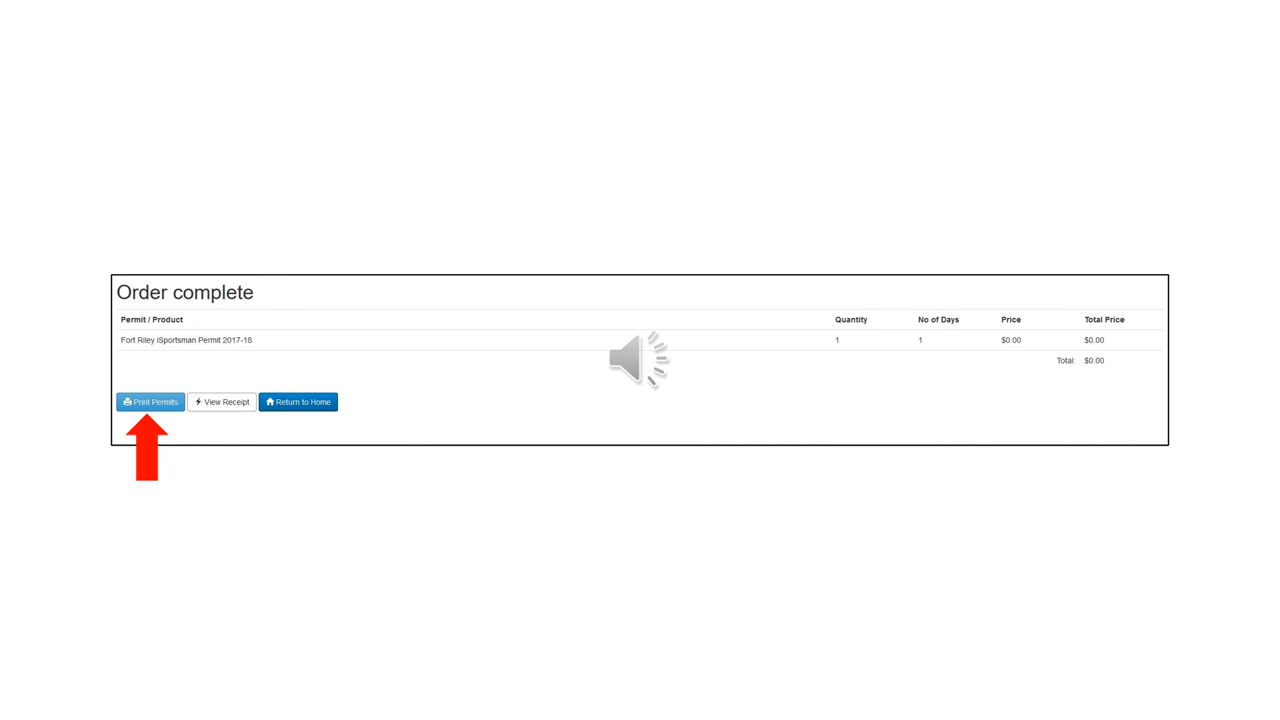 Order complete
Permit / Product Quantity No of Days Price Total Price
Fort Riley iSportsman Permit 2017-18 1 1 $0.00 $0.00
Total: $0.00
Print Permits View Receipt Return to Home